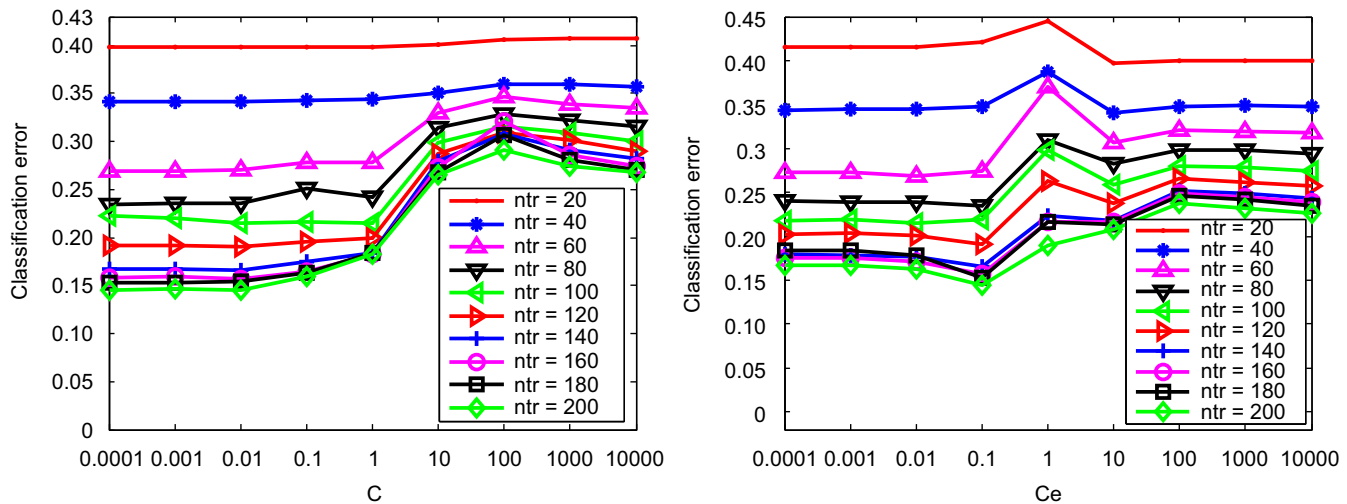 0.43
0.40
0.35
0.30
0.25
0.20
0.15
0.10
0.05
0
Classification error
0.0001 0.001 0.01 0.1 1 10 100 1000 10000
C
ntr = 20
ntr = 40
ntr = 60
ntr = 80
ntr = 100
ntr = 120
ntr = 140
ntr = 160
ntr = 180
ntr = 200
0.45
0.40
0.35
0.3
0.25
0.20
0.15
0.10
0.05
0
Classification error
0.0001 0.001 0.01 0.1 1 10 100 1000 10000
Ce
ntr = 20
ntr = 40
ntr = 60
ntr = 80
ntr = 100
ntr = 120
ntr = 140
ntr = 160
ntr = 180
ntr = 200